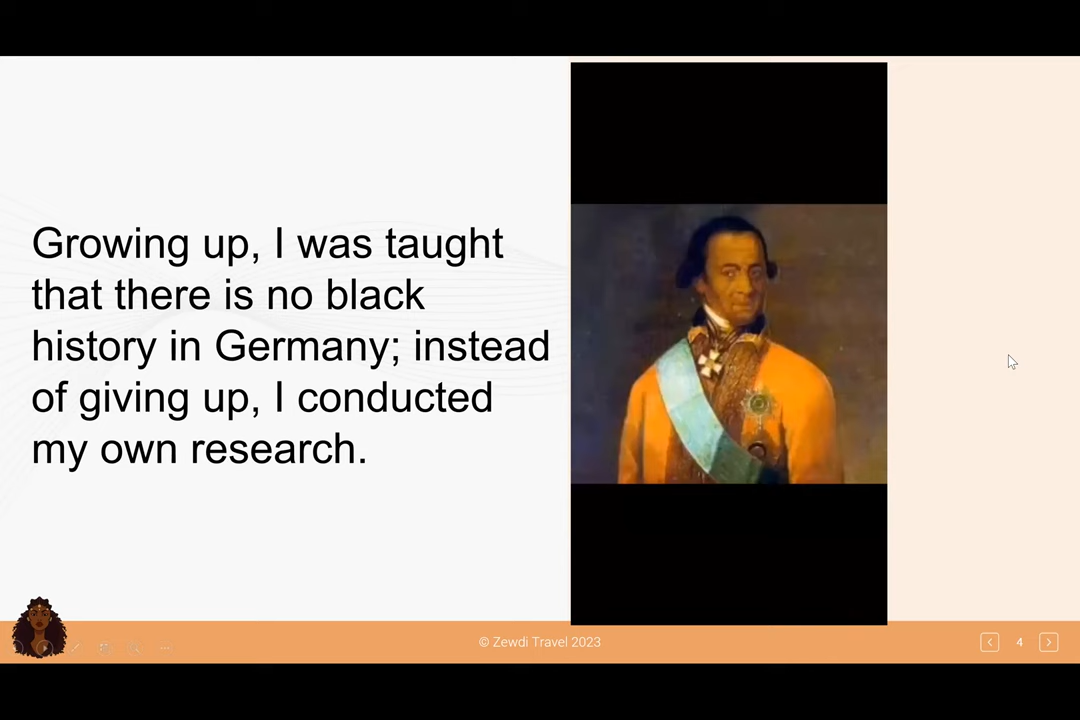 Growing up, I was taught
that there is no black
history in Germany; instead
of giving up, I conducted
my own research.
© Zewdi Travel 2023
4